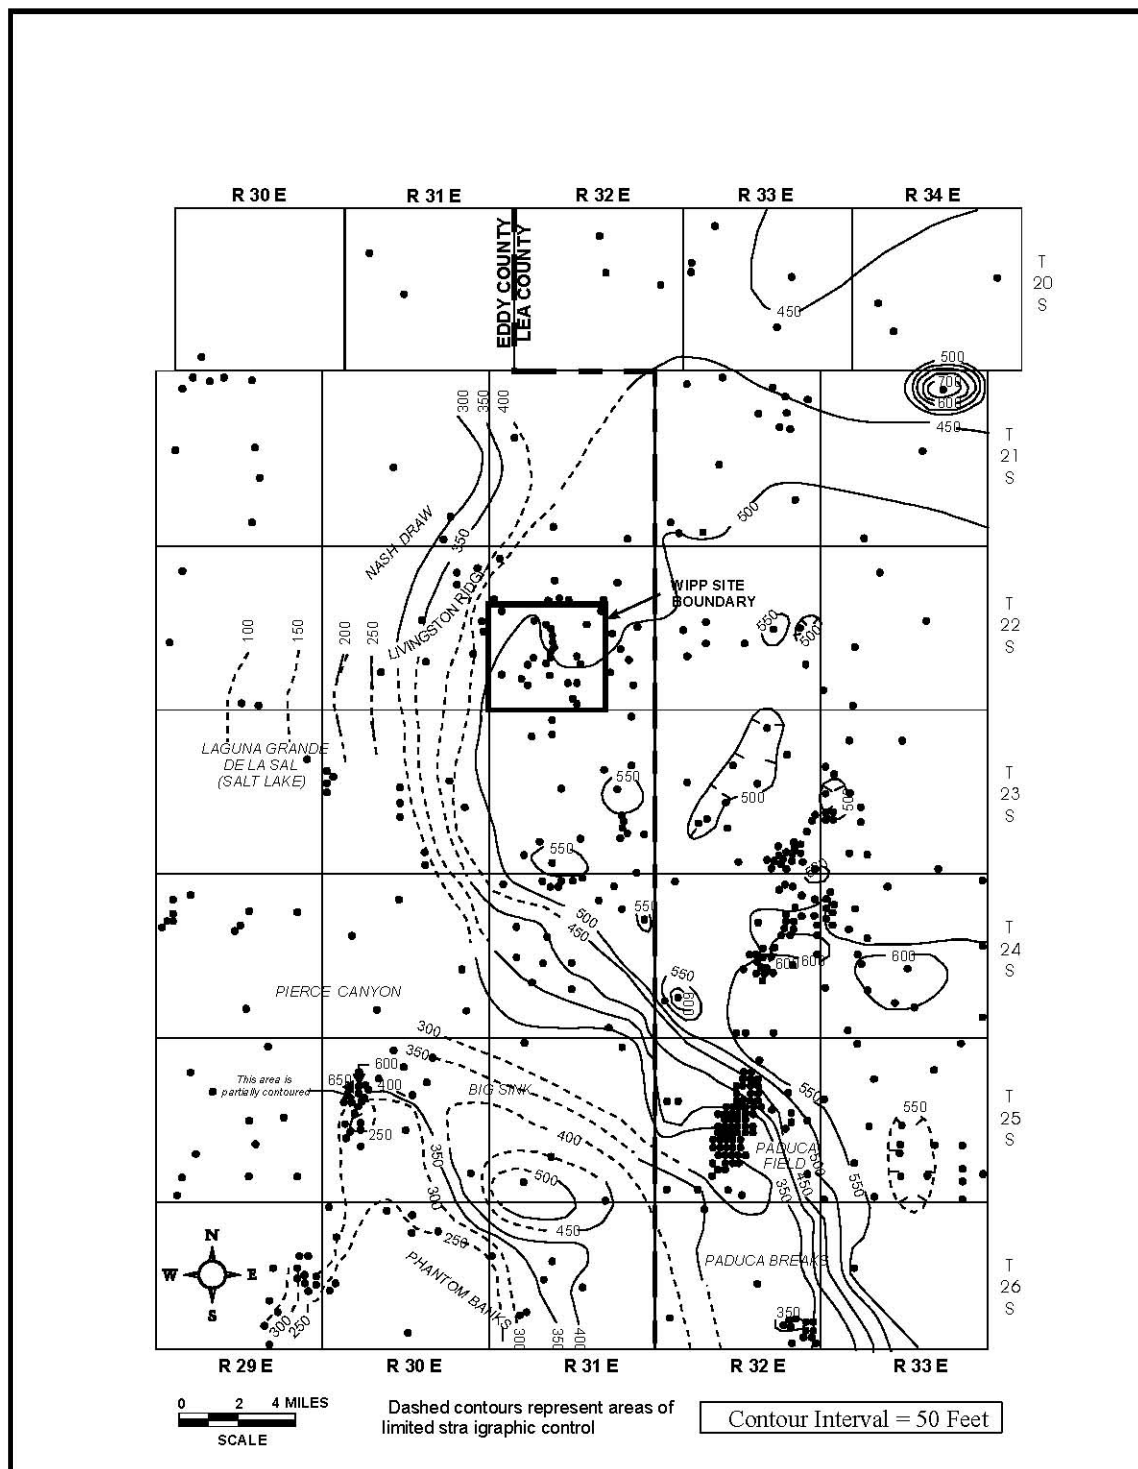 R 30 E R 31 E R 32 E R 33 E R 34 E
EDDY COUNTY
LEA COUNTY
T
20
S
450
500
700
600
450
300 350 400
T
21
S
500
NASH DRAW
350
LIVINGSTON RIDG
WIPP SITE
BOUNDARY
550
500
T
22
S
100 150 200 250
LAGUNA GRANDE
DE LA SAL
(SALT LAKE)
550
500
T
23
S
550
550
500
450
T
24
S
600
600
600
550
600
PIERCE CANYON
300
350
600
650
400
This area is
partially contoured
BIG SINK
550
550
T
25
S
250
400
PADUCA
FIELD
500
350
500
300
450
350
450
550
250
PHANTOM BANKS
PADUCA BREAKS
T
26
S
N
W E
S
300
250
300
350
400
350
R 29 E R 30 E R 31 E R 32 E R 33 E
0 2 4 MILES
SCALE
Dashed contours represent areas of
limited stra igraphic control
Contour Interval = 50 Feet